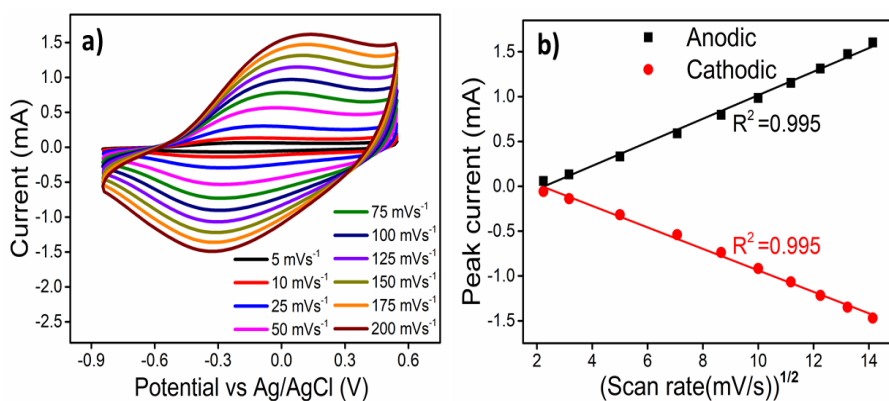 a)
1.5
1.0
0.5
0.0
-0.5
-1.0
-1.5
-2.0
-2.5
Current (mA)
5 mVs⁻¹
10 mVs⁻¹
25 mVs⁻¹
50 mVs⁻¹
75 mVs⁻¹
100 mVs⁻¹
125 mVs⁻¹
150 mVs⁻¹
175 mVs⁻¹
200 mVs⁻¹
-0.9 -0.6 -0.3 0.0 0.3 0.6
Potential vs Ag/AgCl (V)
b)
Anodic
Cathodic
R² =0.995
R² =0.995
1.5
1.0
0.5
0.0
-0.5
-1.0
-1.5
Peak current (mA)
2 4 6 8 10 12 14
(Scan rate(mV/s))¹/²